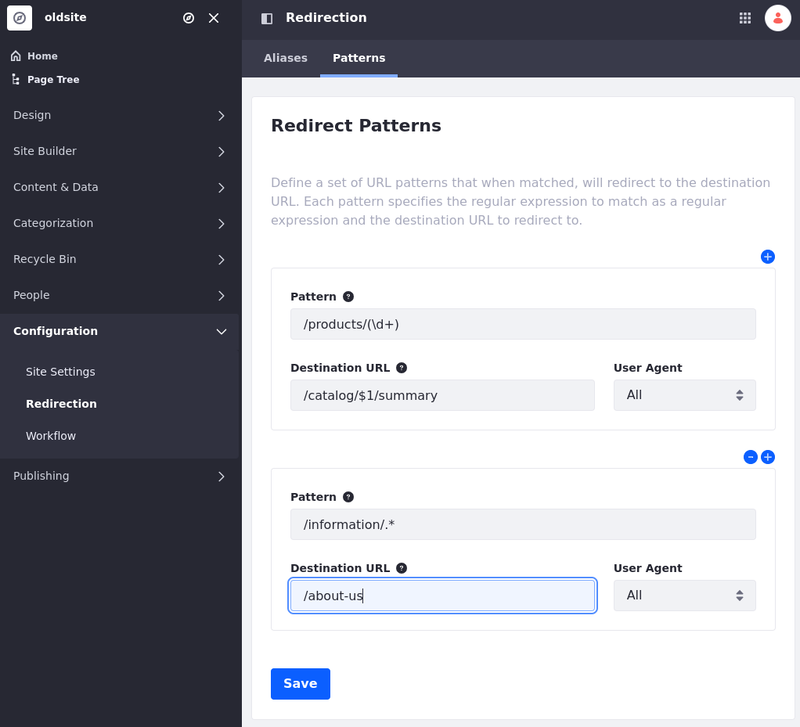 oldsite
Redirection
Home
Page Tree
Aliases
Patterns
Design
Site Builder
Content & Data
Categorization
Recycle Bin
People
Configuration
Site Settings
Redirection
Workflow
Publishing
Redirect Patterns
Define a set of URL patterns that when matched, will redirect to the destination
URL. Each pattern specifies the regular expression to match as a regular
expression and the destination URL to redirect to.
Pattern
/products/(\d+)
Destination URL
User Agent
/catalog/$1/summary
All
Pattern
/information/.*
Destination URL
User Agent
/about-us
All
Save